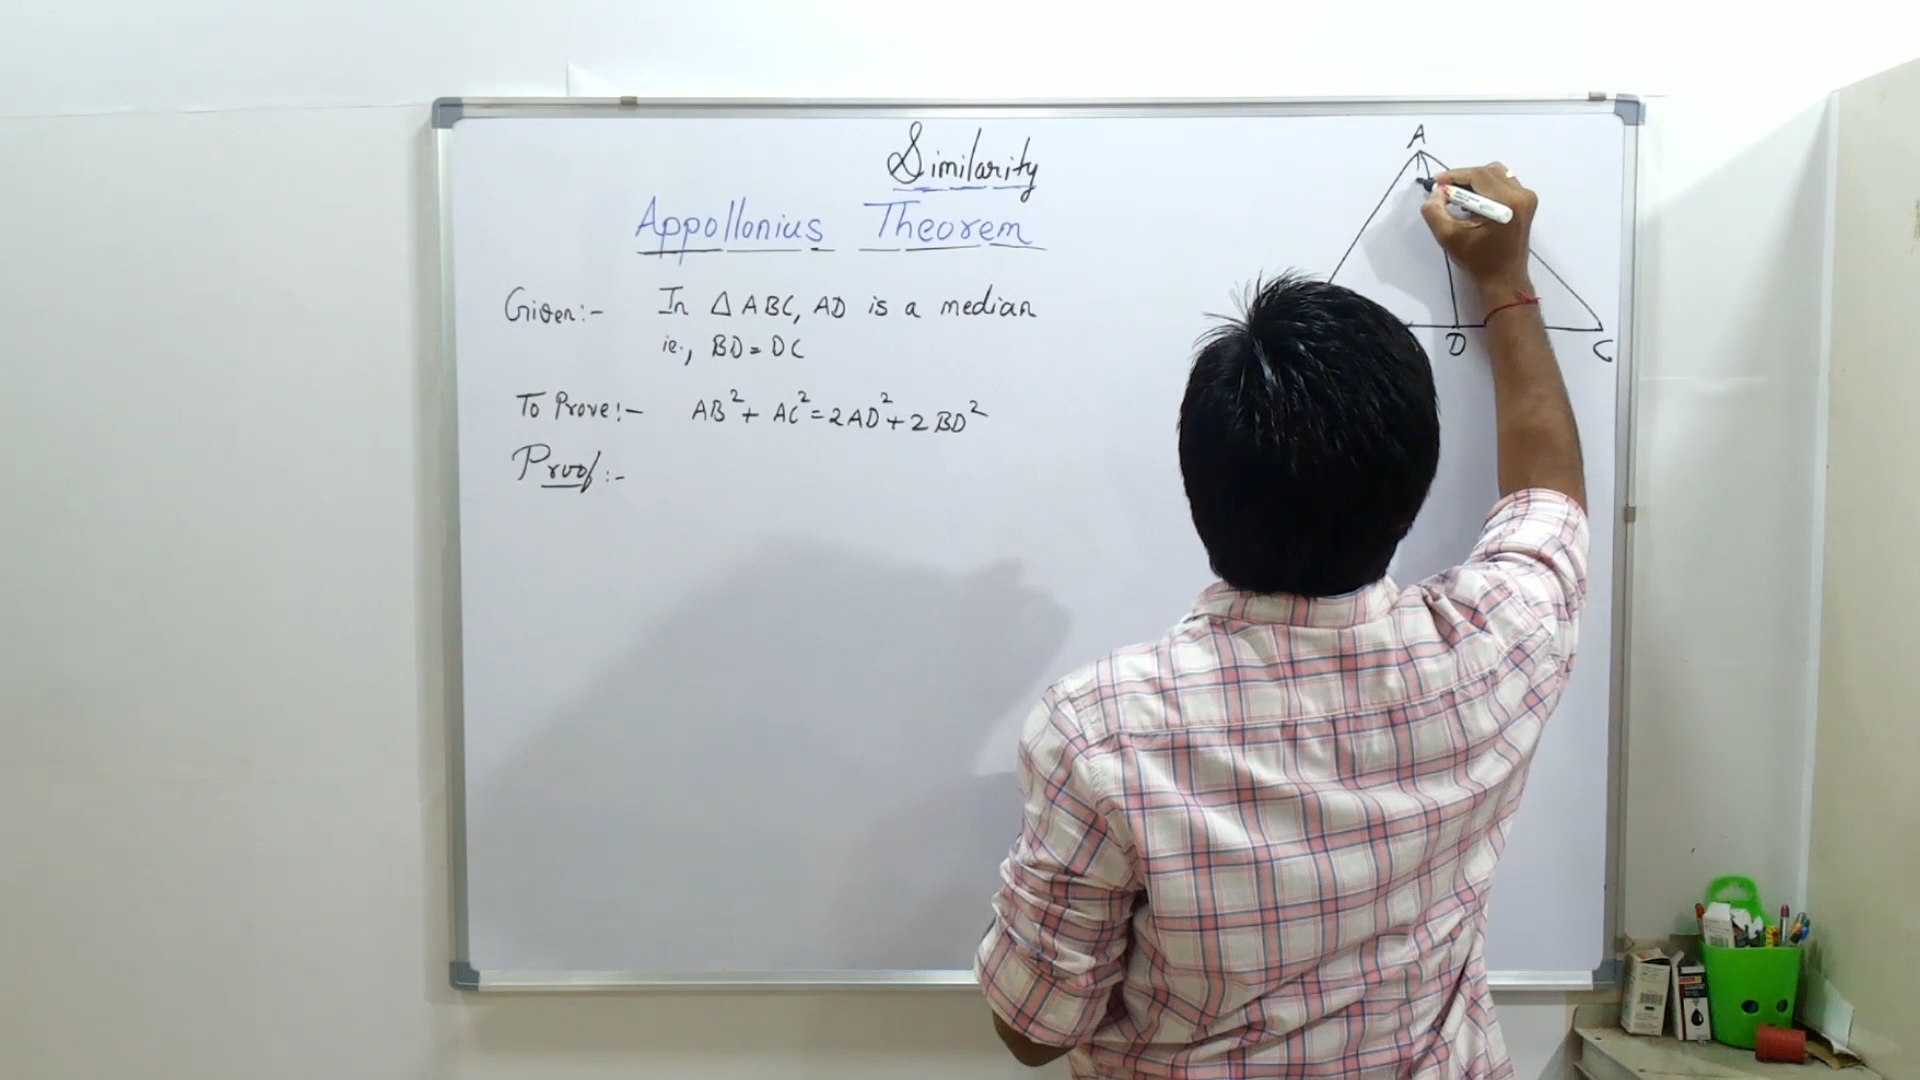 Similarity
Appollonius Theorem
Given:- In △ABC, AD is a median
ie., BD = DC
To Prove:- AB² + AC² = 2AD² + 2BD²
Proof:-
A
D
C